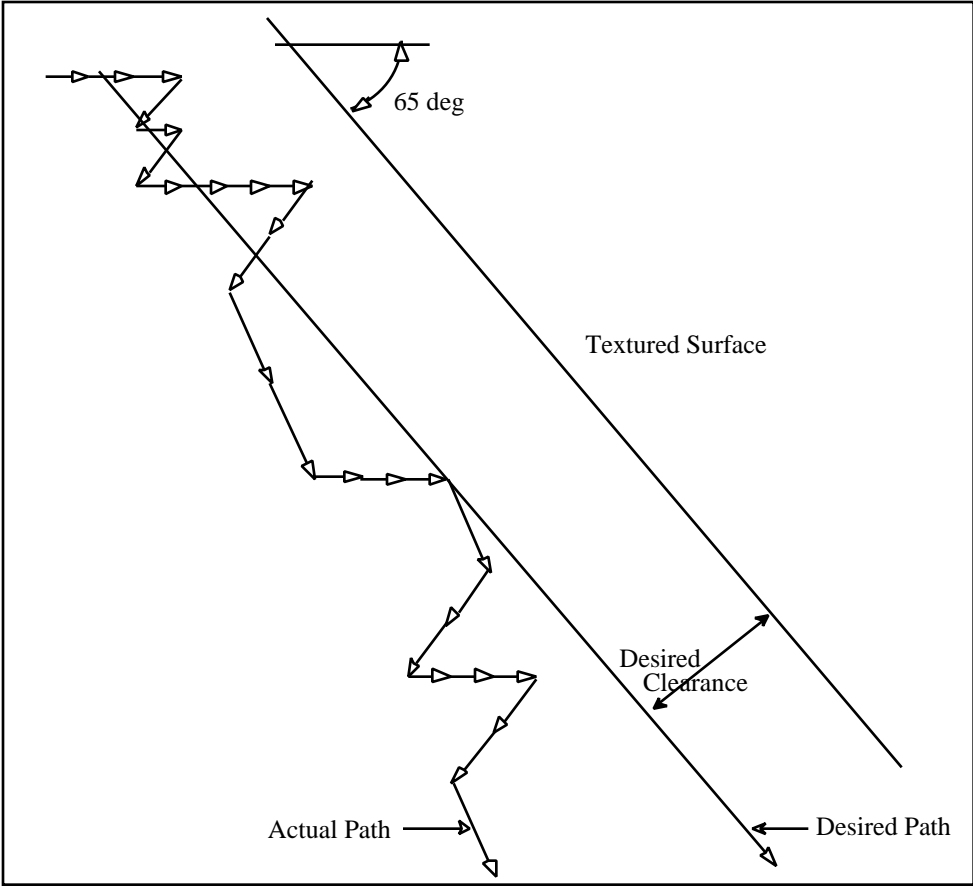 65 deg
Textured Surface
Desired
Clearance
Actual Path
Desired Path